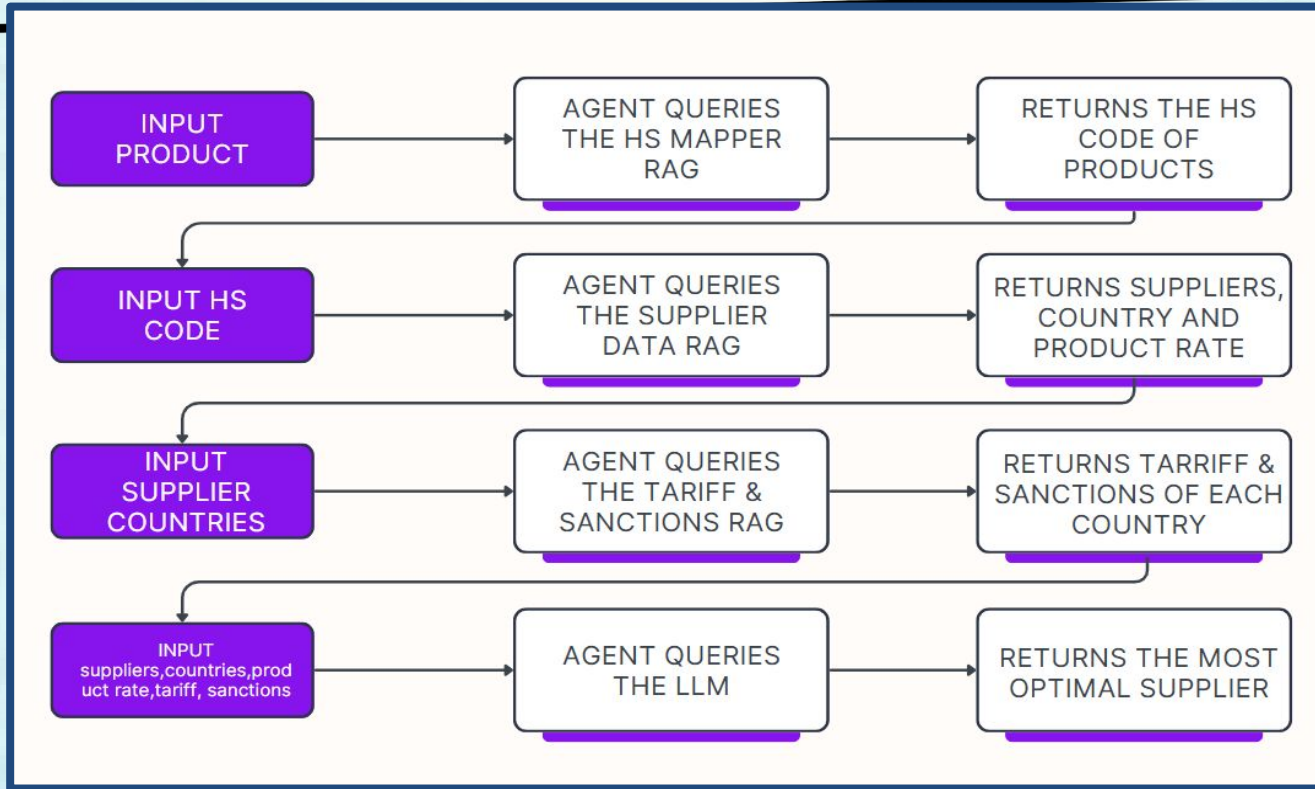 INPUT
PRODUCT
AGENT QUERIES
THE HS MAPPER
RAG
RETURNS THE HS
CODE OF
PRODUCTS
INPUT HS
CODE
AGENT QUERIES
THE SUPPLIER
DATA RAG
RETURNS SUPPLIERS,
COUNTRY AND
PRODUCT RATE
INPUT
SUPPLIER
COUNTRIES
AGENT QUERIES
THE TARIFF &
SANCTIONS RAG
RETURNS TARRIFF &
SANCTIONS OF EACH
COUNTRY
INPUT
suppliers,countries,prod
uct rate,tariff, sanctions
AGENT QUERIES
THE LLM
RETURNS THE MOST
OPTIMAL SUPPLIER